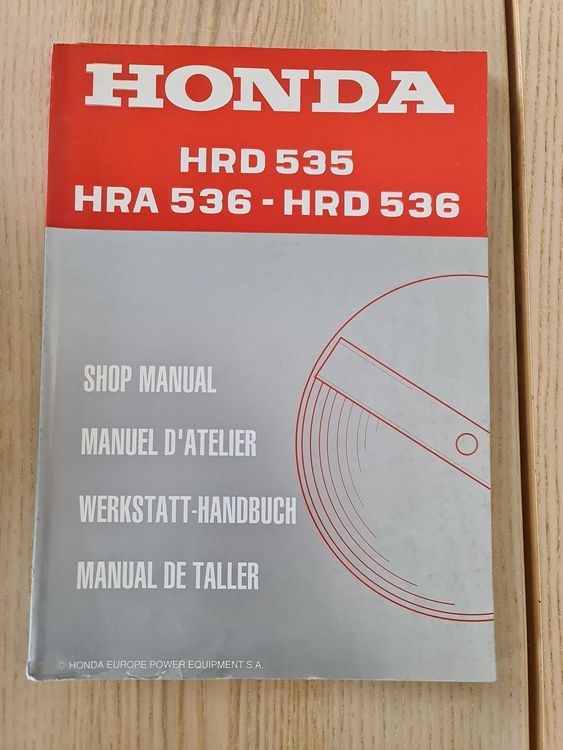 HONDA
HRD 535
HRA 536 - HRD 536
SHOP MANUAL
MANUEL D'ATELIER
WERKSTATT-HANDBUCH
MANUAL DE TALLER
© HONDA EUROPE POWER EQUIPMENT S.A.